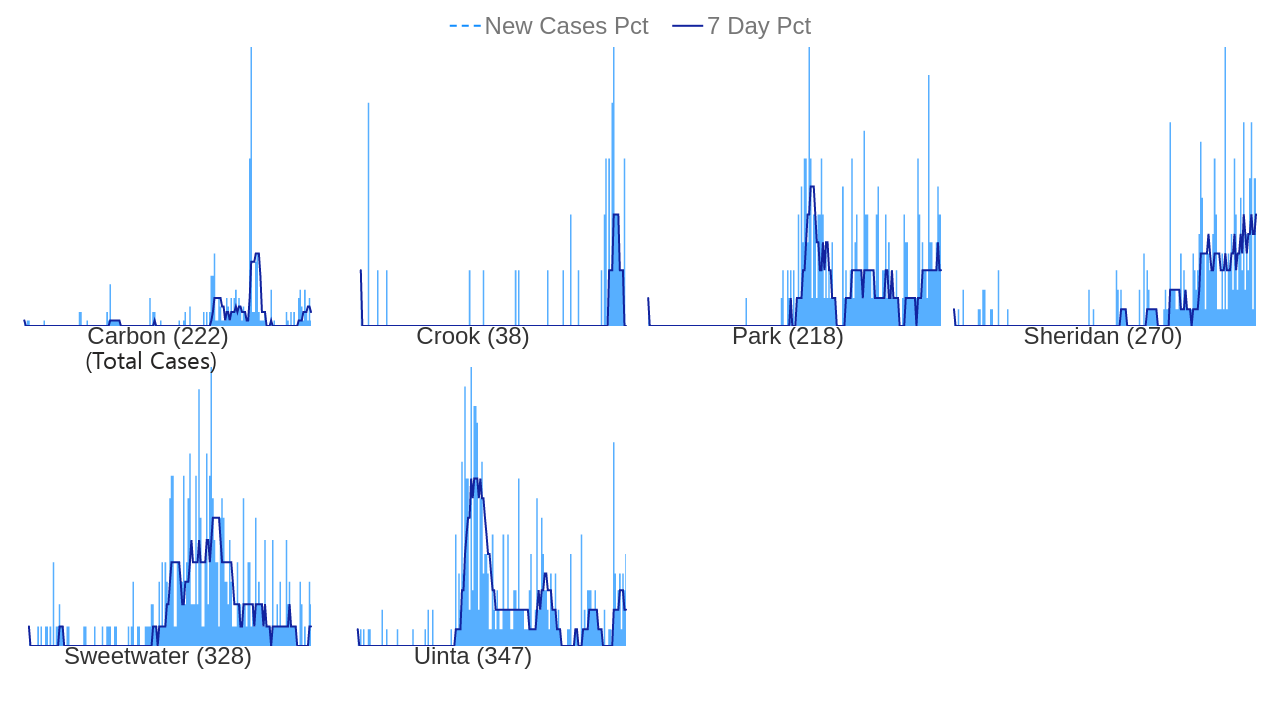 New Cases Pct 7 Day Pct
Carbon (222) Crook (38) Park (218) Sheridan (270)
(Total Cases)
Sweetwater (328) Uinta (347)